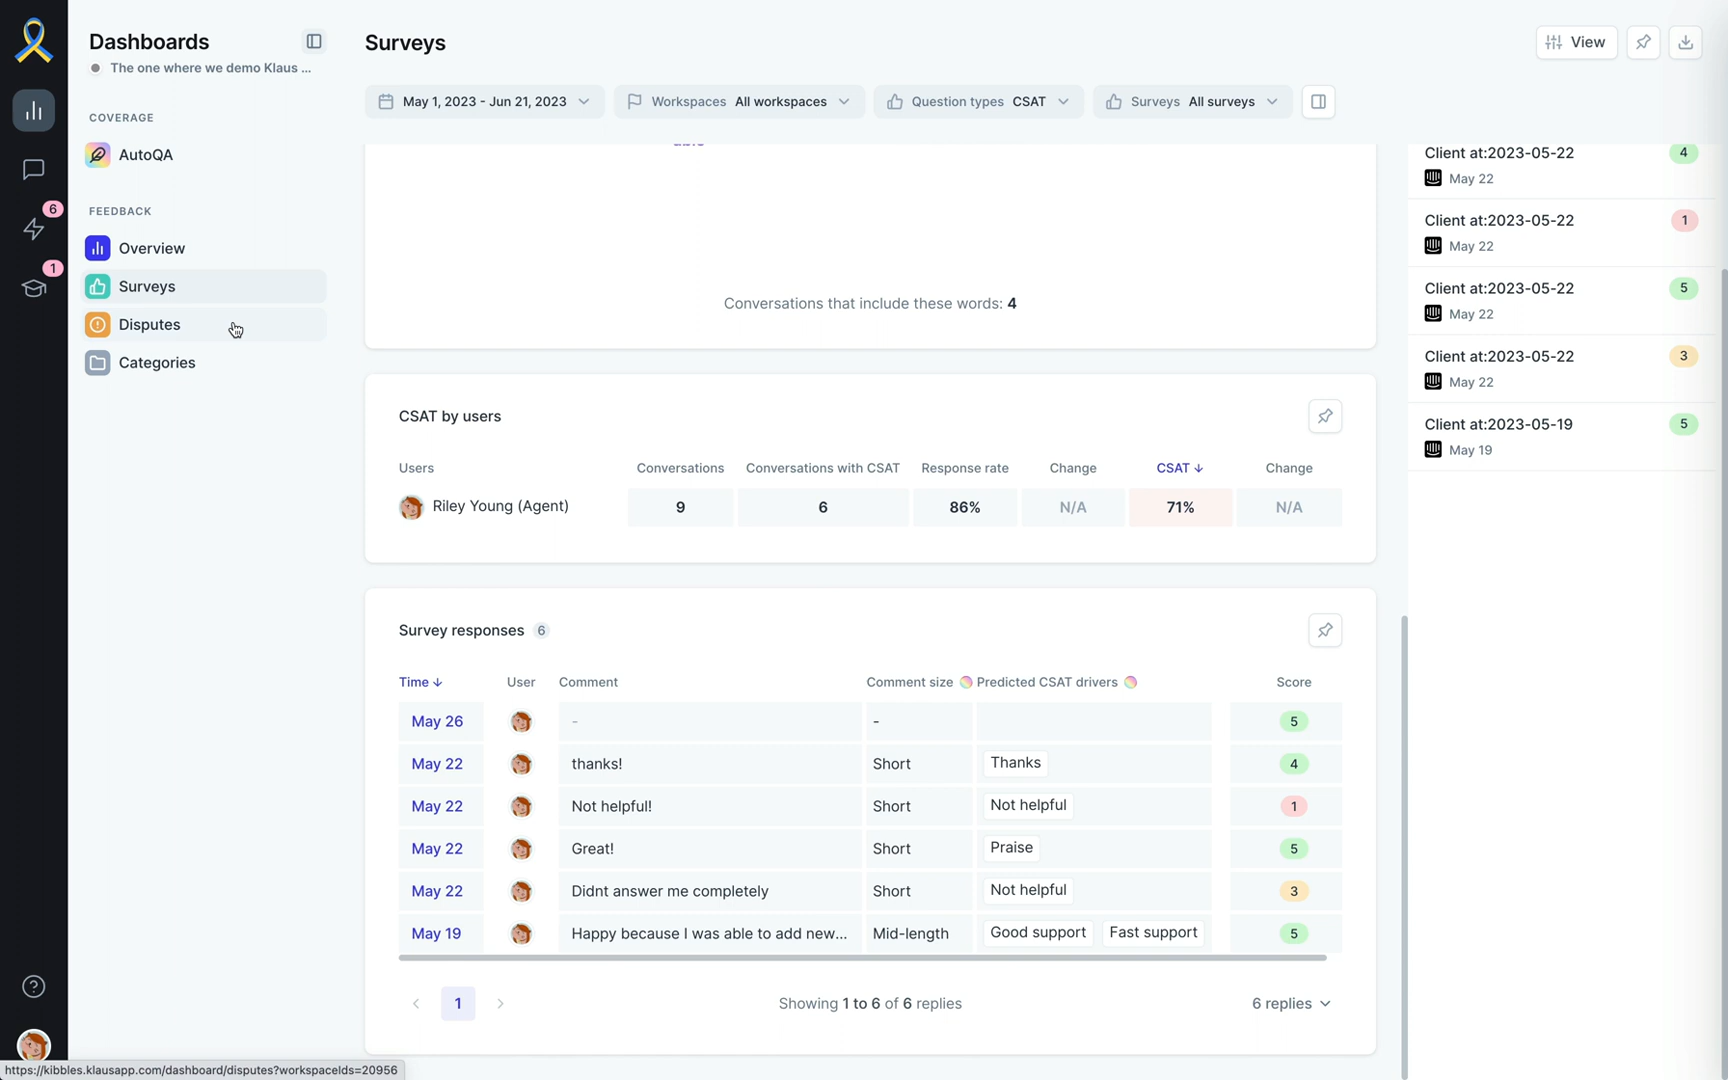 Dashboards
The one where we demo Klaus ...
COVERAGE
AutoQA
FEEDBACK
Overview
Surveys
Disputes
Categories
6
1
Surveys
View
May 1, 2023 - Jun 21, 2023
Workspaces All workspaces
Question types CSAT
Surveys All surveys
Conversations that include these words: 4
CSAT by users
Users Conversations Conversations with CSAT Response rate Change CSAT ↓ Change
Riley Young (Agent) 9 6 86% N/A 71% N/A
Survey responses 6
Time ↓ User Comment Comment size Predicted CSAT drivers Score
May 26 - - 5
May 22 thanks! Short Thanks 4
May 22 Not helpful! Short Not helpful 1
May 22 Great! Short Praise 5
May 22 Didnt answer me completely Short Not helpful 3
May 19 Happy because I was able to add new... Mid-length Good support Fast support 5
1
Showing 1 to 6 of 6 replies
6 replies
Client at:2023-05-22 4
May 22
Client at:2023-05-22 1
May 22
Client at:2023-05-22 5
May 22
Client at:2023-05-22 3
May 22
Client at:2023-05-19 5
May 19
https://kibbles.klausapp.com/dashboard/disputes?workspaceIds=20956